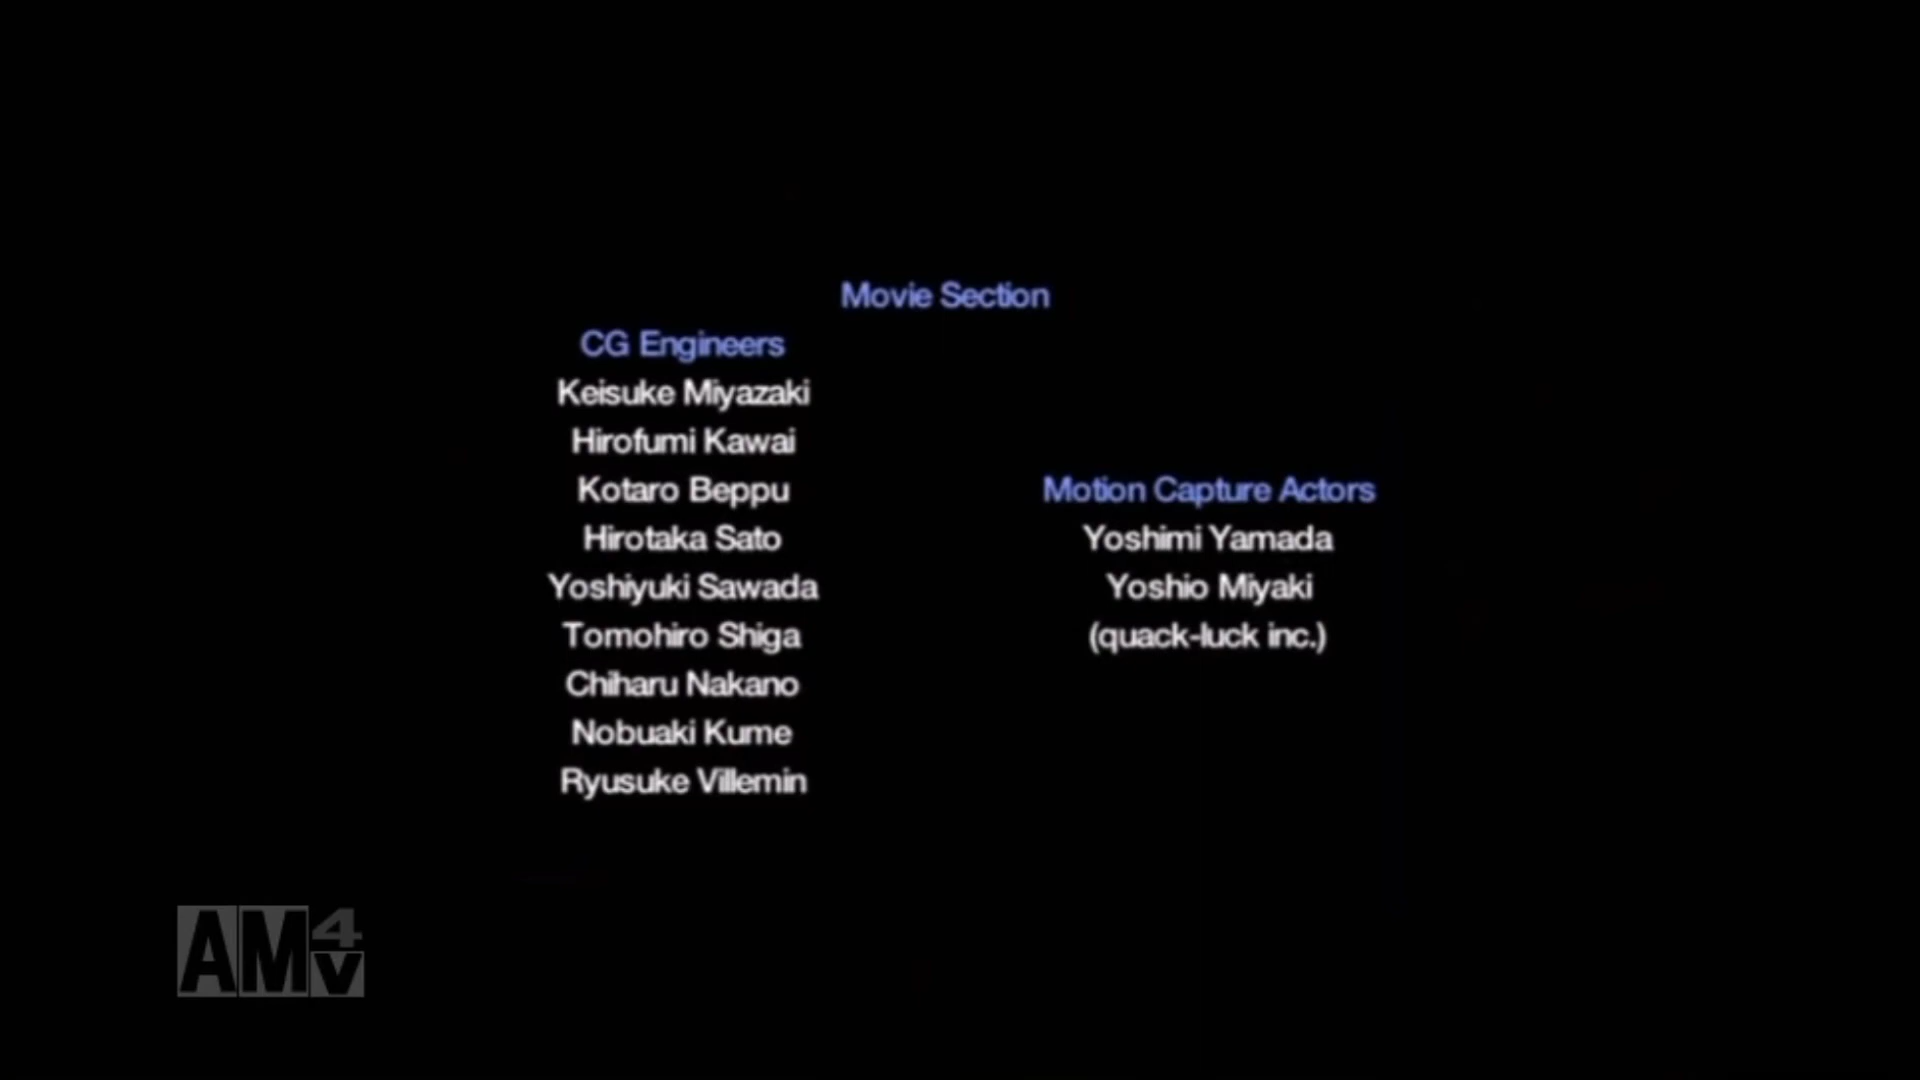 Movie Section
CG Engineers
Keisuke Miyazaki
Hirofumi Kawai
Kotaro Beppu
Hirotaka Sato
Yoshiyuki Sawada
Tomohiro Shiga
Chiharu Nakano
Nobuaki Kume
Ryusuke Villemin
Motion Capture Actors
Yoshimi Yamada
Yoshio Miyaki
(quack-luck inc.)
AM4V